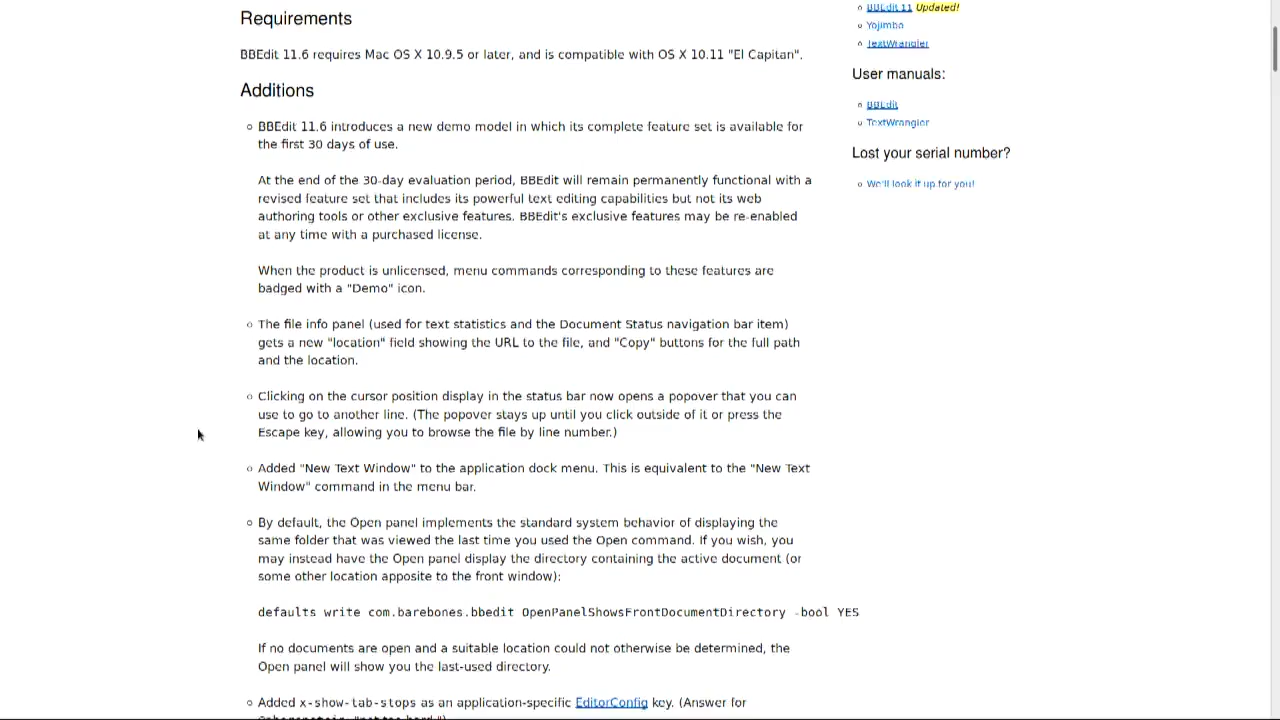 Requirements
BBEdit 11.6 requires Mac OS X 10.9.5 or later, and is compatible with OS X 10.11 "El Capitan".
Additions
BBEdit 11.6 introduces a new demo model in which its complete feature set is available for
the first 30 days of use.
At the end of the 30-day evaluation period, BBEdit will remain permanently functional with a
revised feature set that includes its powerful text editing capabilities but not its web
authoring tools or other exclusive features. BBEdit's exclusive features may be re-enabled
at any time with a purchased license.
When the product is unlicensed, menu commands corresponding to these features are
badged with a "Demo" icon.
The file info panel (used for text statistics and the Document Status navigation bar item)
gets a new "location" field showing the URL to the file, and "Copy" buttons for the full path
and the location.
Clicking on the cursor position display in the status bar now opens a popover that you can
use to go to another line. (The popover stays up until you click outside of it or press the
Escape key, allowing you to browse the file by line number.)
Added "New Text Window" to the application dock menu. This is equivalent to the "New Text
Window" command in the menu bar.
By default, the Open panel implements the standard system behavior of displaying the
same folder that was viewed the last time you used the Open command. If you wish, you
may instead have the Open panel display the directory containing the active document (or
some other location apposite to the front window):
defaults write com.barebones.bbedit OpenPanelShowsFrontDocumentDirectory -bool YES
If no documents are open and a suitable location could not otherwise be determined, the
Open panel will show you the last-used directory.
Added x-show-tab-stops as an application-specific EditorConfig key. (Answer for
BBEdit 11 Updated!
Yojimbo
TextWrangler
User manuals:
BBEdit
TextWrangler
Lost your serial number?
We'll look it up for you!